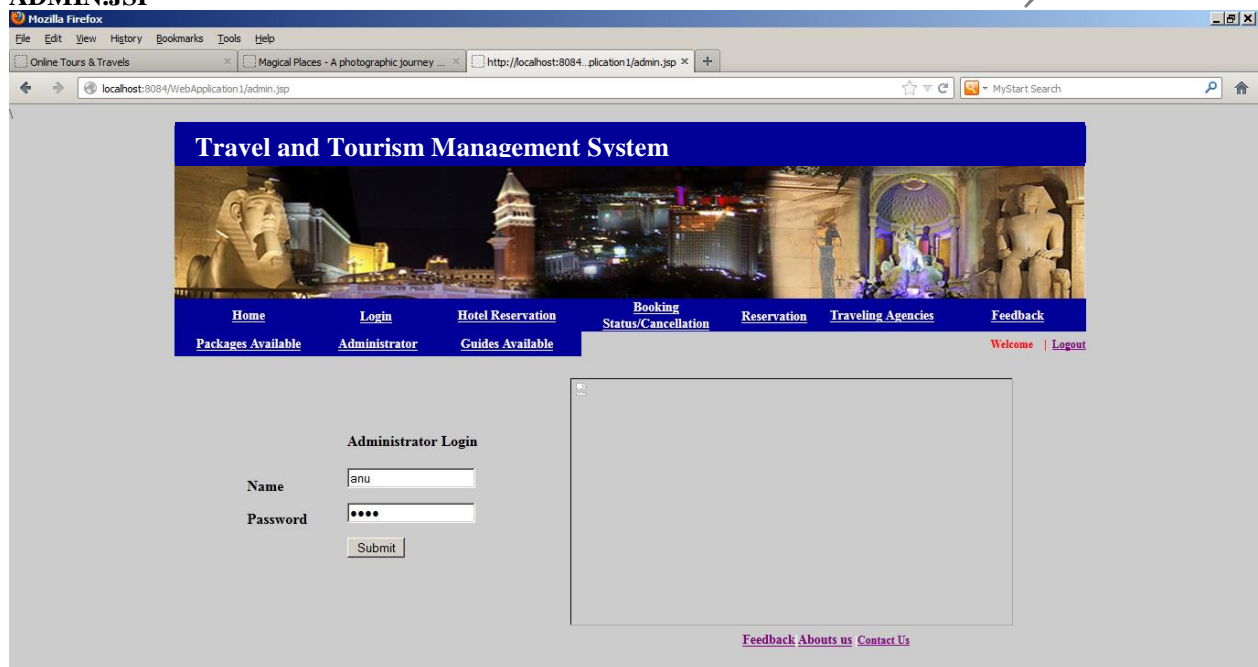 ADMIN.JSP
Mozilla Firefox
File Edit View History Bookmarks Tools Help
Online Tours & Travels × Magical Places - A photographic journey ... × http://localhost:8084...plication1/admin.jsp × +
localhost:8084/WebApplication1/admin.jsp MyStart Search
\
Travel and Tourism Management System
Home Login Hotel Reservation Booking Status/Cancellation Reservation Traveling Agencies Feedback
Packages Available Administrator Guides Available Welcome | Logout
Administrator Login
Name anu
Password ••••
Submit
Feedback Abouts us Contact Us